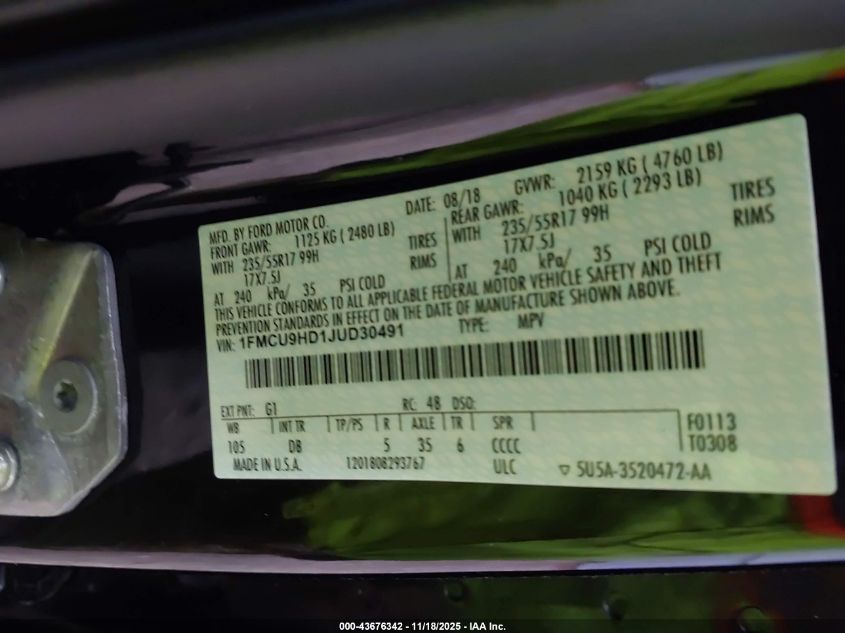 MFD. BY FORD MOTOR CO.
DATE: 08/18 GVWR: 2159 KG ( 4760 LB)
FRONT GAWR: 1125 KG ( 2480 LB) REAR GAWR: 1040 KG ( 2293 LB)
WITH 235/55R17 99H TIRES WITH 235/55R17 99H TIRES
17X7.5J RIMS 17X7.5J RIMS
AT 240 kPa/ 35 PSI COLD AT 240 kPa/ 35 PSI COLD
THIS VEHICLE CONFORMS TO ALL APPLICABLE FEDERAL MOTOR VEHICLE SAFETY AND THEFT
PREVENTION STANDARDS IN EFFECT ON THE DATE OF MANUFACTURE SHOWN ABOVE.
VIN: 1FMCU9HD1JUD30491 TYPE: MPV
EXT PNT: G1 RC: 48 DSO:
WB INT TR TP/PS R AXLE TR SPR F0113
105 DB 5 35 6 CCCC T0308
MADE IN U.S.A. 1201808293767 ULC 5U5A-3520472-AA
000-43676342 - 11/18/2025 - IAA Inc.